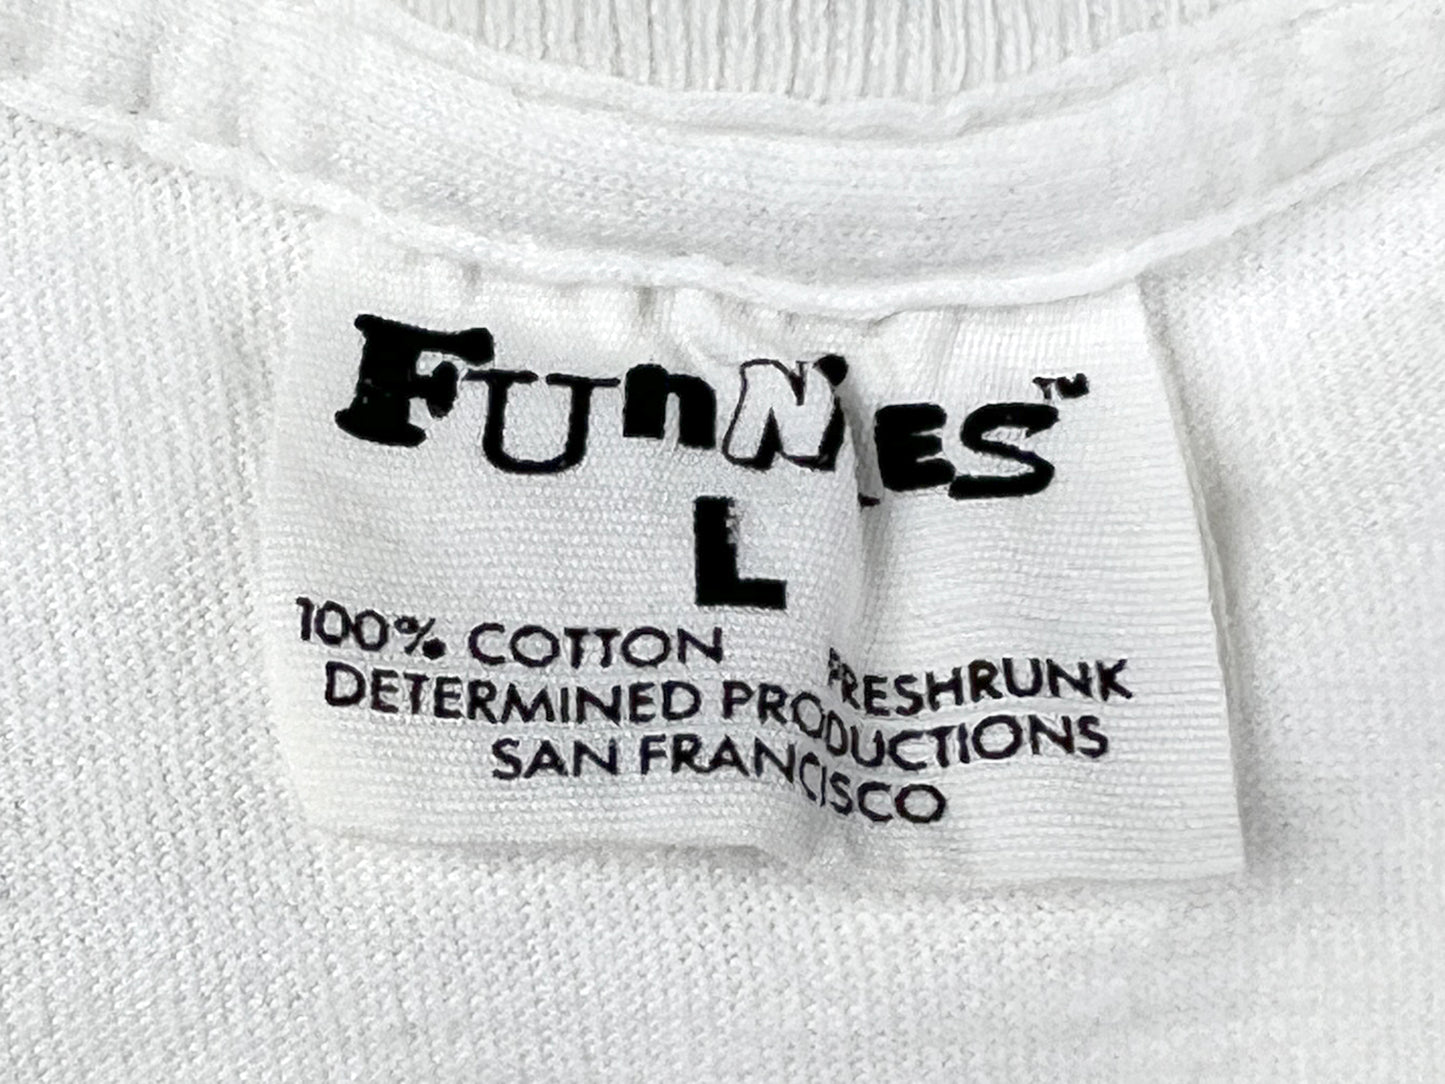 FUnNiES™
L
100% COTTON PRESHRUNK
DETERMINED PRODUCTIONS
SAN FRANCISCO